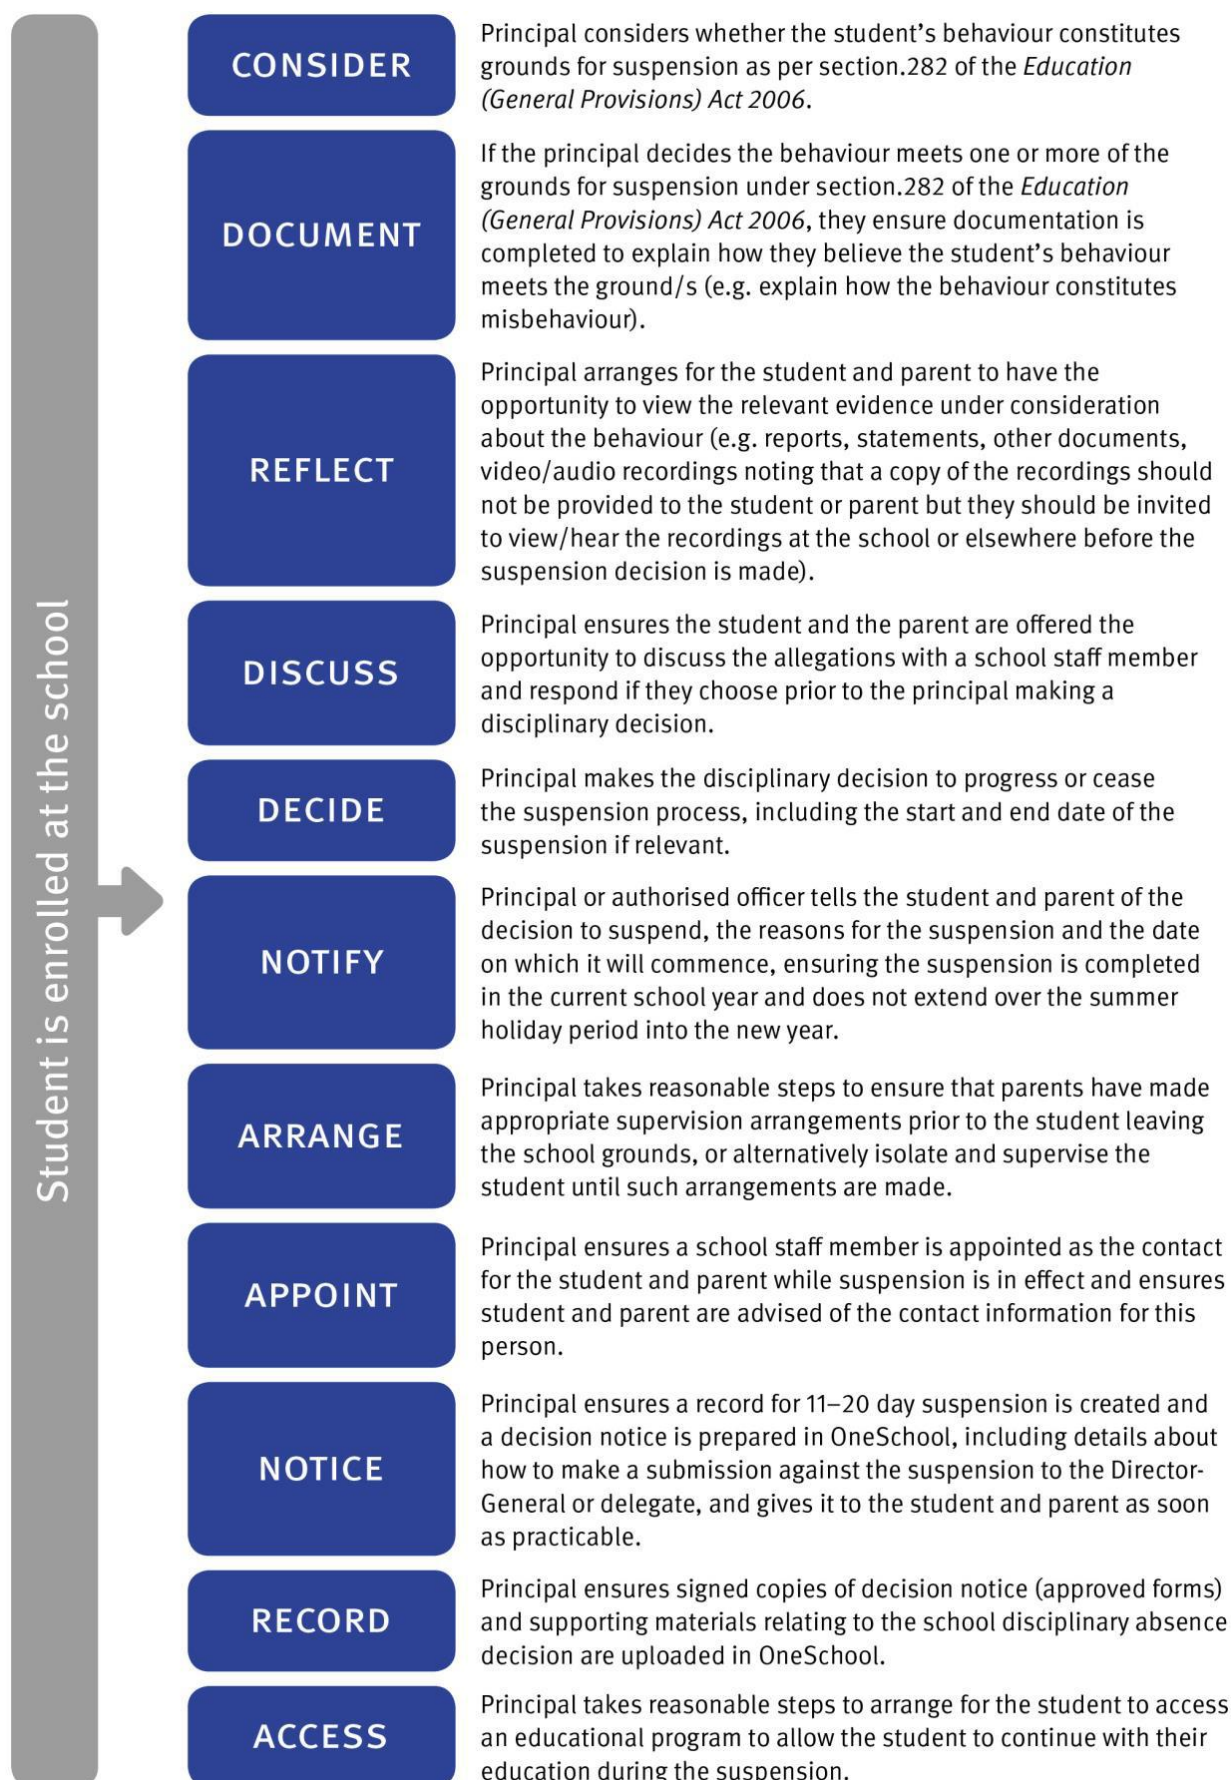 Student is enrolled at the school
CONSIDER
Principal considers whether the student's behaviour constitutes
grounds for suspension as per section.282 of the Education
(General Provisions) Act 2006.
DOCUMENT
If the principal decides the behaviour meets one or more of the
grounds for suspension under section.282 of the Education
(General Provisions) Act 2006, they ensure documentation is
completed to explain how they believe the student's behaviour
meets the ground/s (e.g. explain how the behaviour constitutes
misbehaviour).
REFLECT
Principal arranges for the student and parent to have the
opportunity to view the relevant evidence under consideration
about the behaviour (e.g. reports, statements, other documents,
video/audio recordings noting that a copy of the recordings should
not be provided to the student or parent but they should be invited
to view/hear the recordings at the school or elsewhere before the
suspension decision is made).
DISCUSS
Principal ensures the student and the parent are offered the
opportunity to discuss the allegations with a school staff member
and respond if they choose prior to the principal making a
disciplinary decision.
DECIDE
Principal makes the disciplinary decision to progress or cease
the suspension process, including the start and end date of the
suspension if relevant.
NOTIFY
Principal or authorised officer tells the student and parent of the
decision to suspend, the reasons for the suspension and the date
on which it will commence, ensuring the suspension is completed
in the current school year and does not extend over the summer
holiday period into the new year.
ARRANGE
Principal takes reasonable steps to ensure that parents have made
appropriate supervision arrangements prior to the student leaving
the school grounds, or alternatively isolate and supervise the
student until such arrangements are made.
APPOINT
Principal ensures a school staff member is appointed as the contact
for the student and parent while suspension is in effect and ensures
student and parent are advised of the contact information for this
person.
NOTICE
Principal ensures a record for 11–20 day suspension is created and
a decision notice is prepared in OneSchool, including details about
how to make a submission against the suspension to the Director-
General or delegate, and gives it to the student and parent as soon
as practicable.
RECORD
Principal ensures signed copies of decision notice (approved forms)
and supporting materials relating to the school disciplinary absence
decision are uploaded in OneSchool.
ACCESS
Principal takes reasonable steps to arrange for the student to access
an educational program to allow the student to continue with their
education during the suspension.